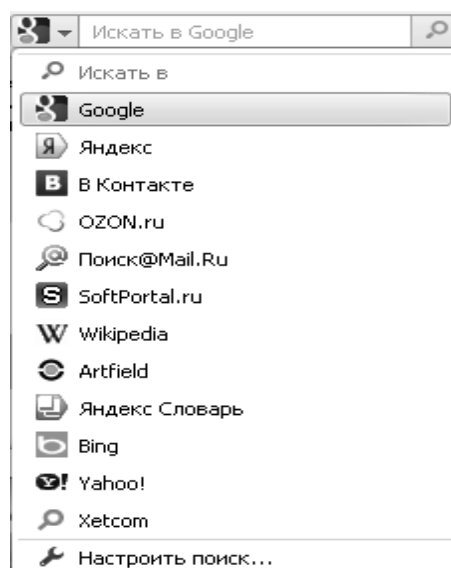 Искать в Google
Искать в
Google
Яндекс
В Контакте
OZON.ru
Поиск@Mail.Ru
SoftPortal.ru
Wikipedia
Artfield
Яндекс Словарь
Bing
Yahoo!
Xetcom
Настроить поиск...